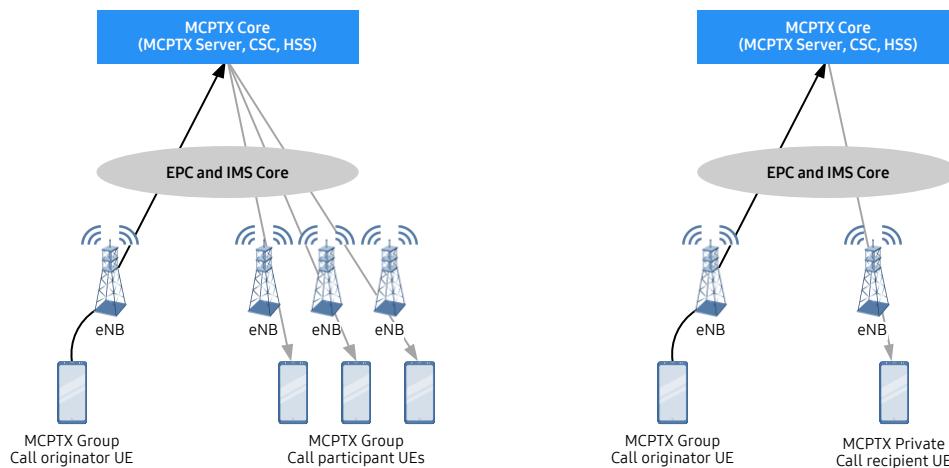 MCPTX Core
(MCPTX Server, CSC, HSS)
EPC and IMS Core
eNB
eNB
eNB
eNB
MCPTX Group
Call originator UE
MCPTX Group
Call participant UEs
MCPTX Core
(MCPTX Server, CSC, HSS)
EPC and IMS Core
eNB
eNB
MCPTX Group
Call originator UE
MCPTX Private
Call recipient UE